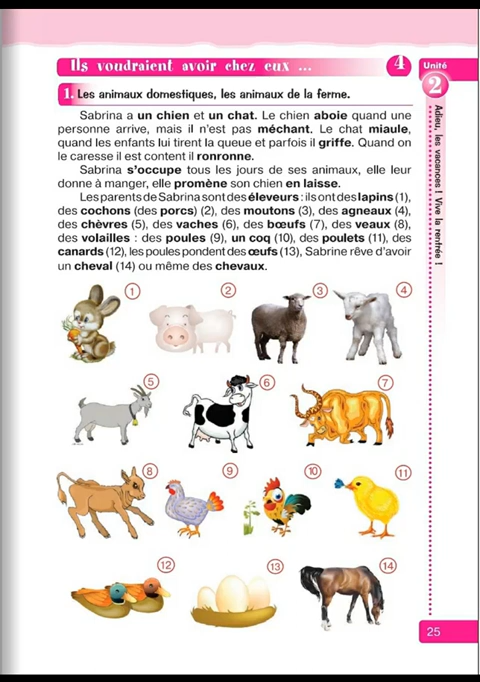 Ils voudraient avoir chez eux ...
4
Unité
2
Adieu, les vacances ! Vive la rentrée !
1. Les animaux domestiques, les animaux de la ferme.
Sabrina a un chien et un chat. Le chien aboie quand une
personne arrive, mais il n'est pas méchant. Le chat miaule,
quand les enfants lui tirent la queue et parfois il griffe. Quand on
le caresse il est content il ronronne.
Sabrina s'occupe tous les jours de ses animaux, elle leur
donne à manger, elle promène son chien en laisse.
Les parents de Sabrina sont des éleveurs : ils ont des lapins (1),
des cochons (des porcs) (2), des moutons (3), des agneaux (4),
des chèvres (5), des vaches (6), des bœufs (7), des veaux (8),
des volailles : des poules (9), un coq (10), des poulets (11), des
canards (12), les poules pondent des œufs (13), Sabrine rêve d'avoir
un cheval (14) ou même des chevaux.
1
2
3
4
5
6
7
8
9
10
11
12
13
14
25